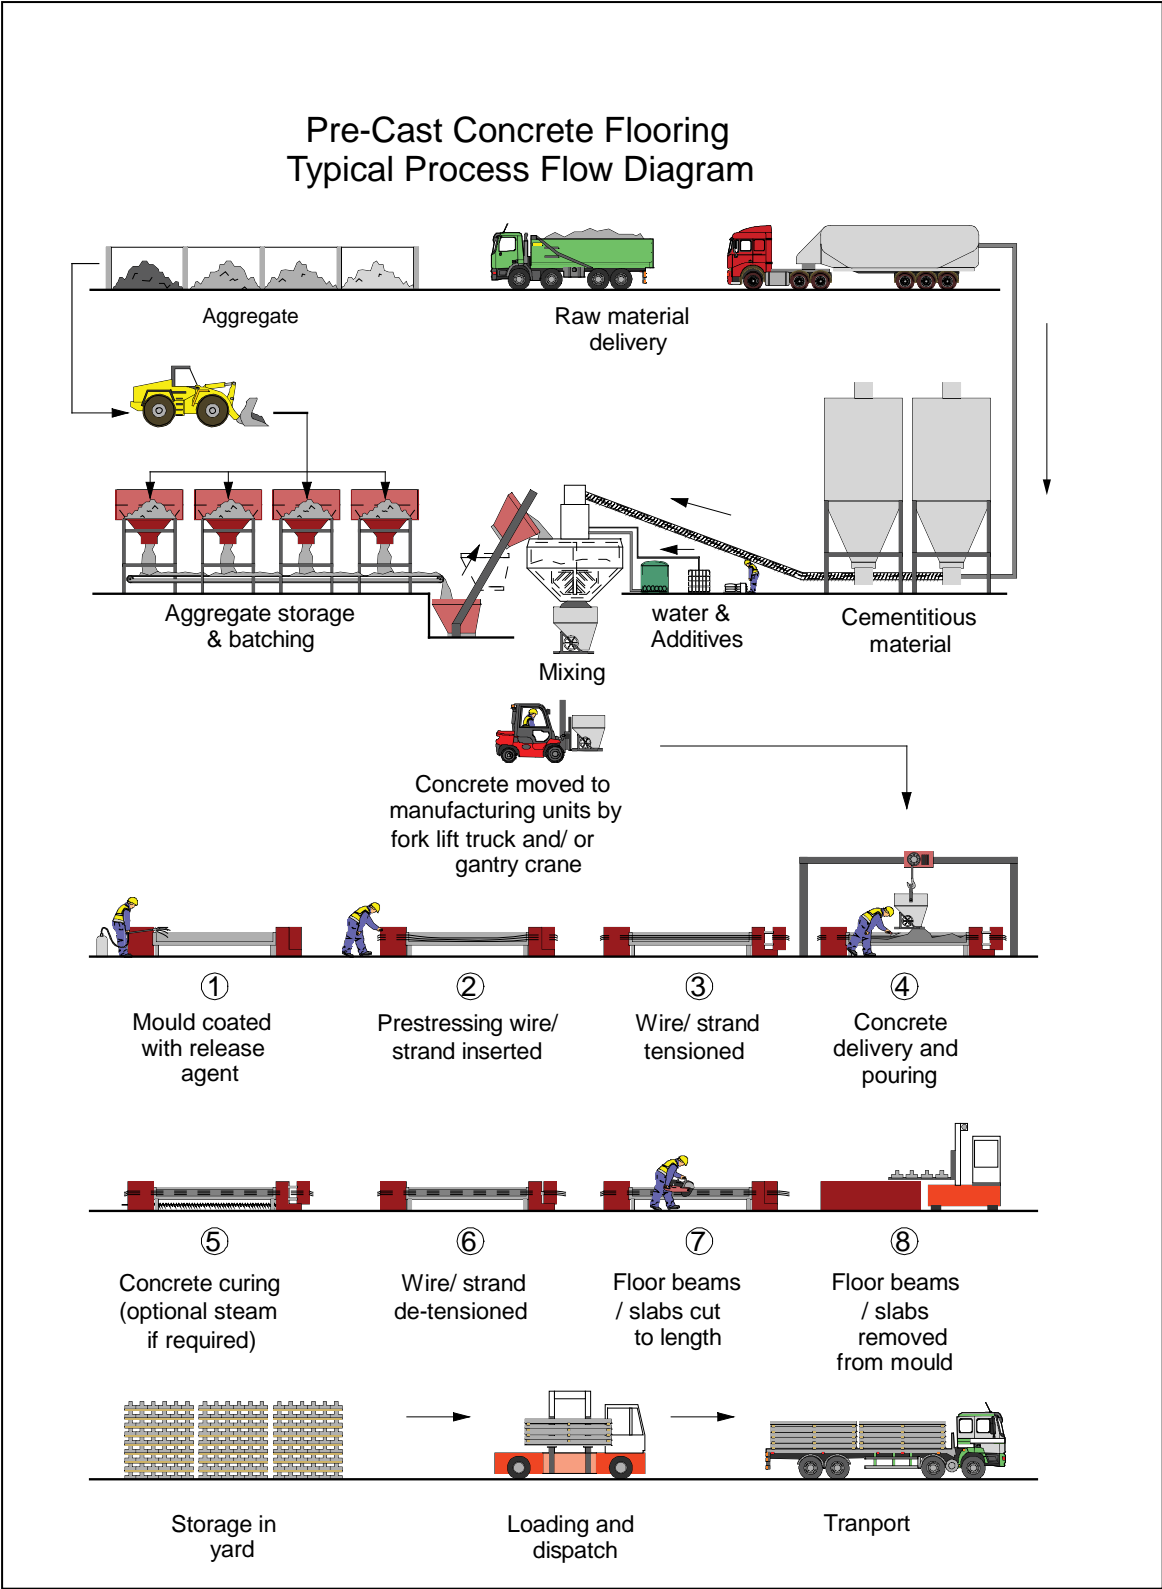 Pre-Cast Concrete Flooring
Typical Process Flow Diagram
Aggregate
Raw material
delivery
Aggregate storage
& batching
Mixing
water &
Additives
Cementitious
material
Concrete moved to
manufacturing units by
fork lift truck and/ or
gantry crane
1
Mould coated
with release
agent
2
Prestressing wire/
strand inserted
3
Wire/ strand
tensioned
4
Concrete
delivery and
pouring
5
Concrete curing
(optional steam
if required)
6
Wire/ strand
de-tensioned
7
Floor beams
/ slabs cut
to length
8
Floor beams
/ slabs
removed
from mould
Storage in
yard
Loading and
dispatch
Tranport